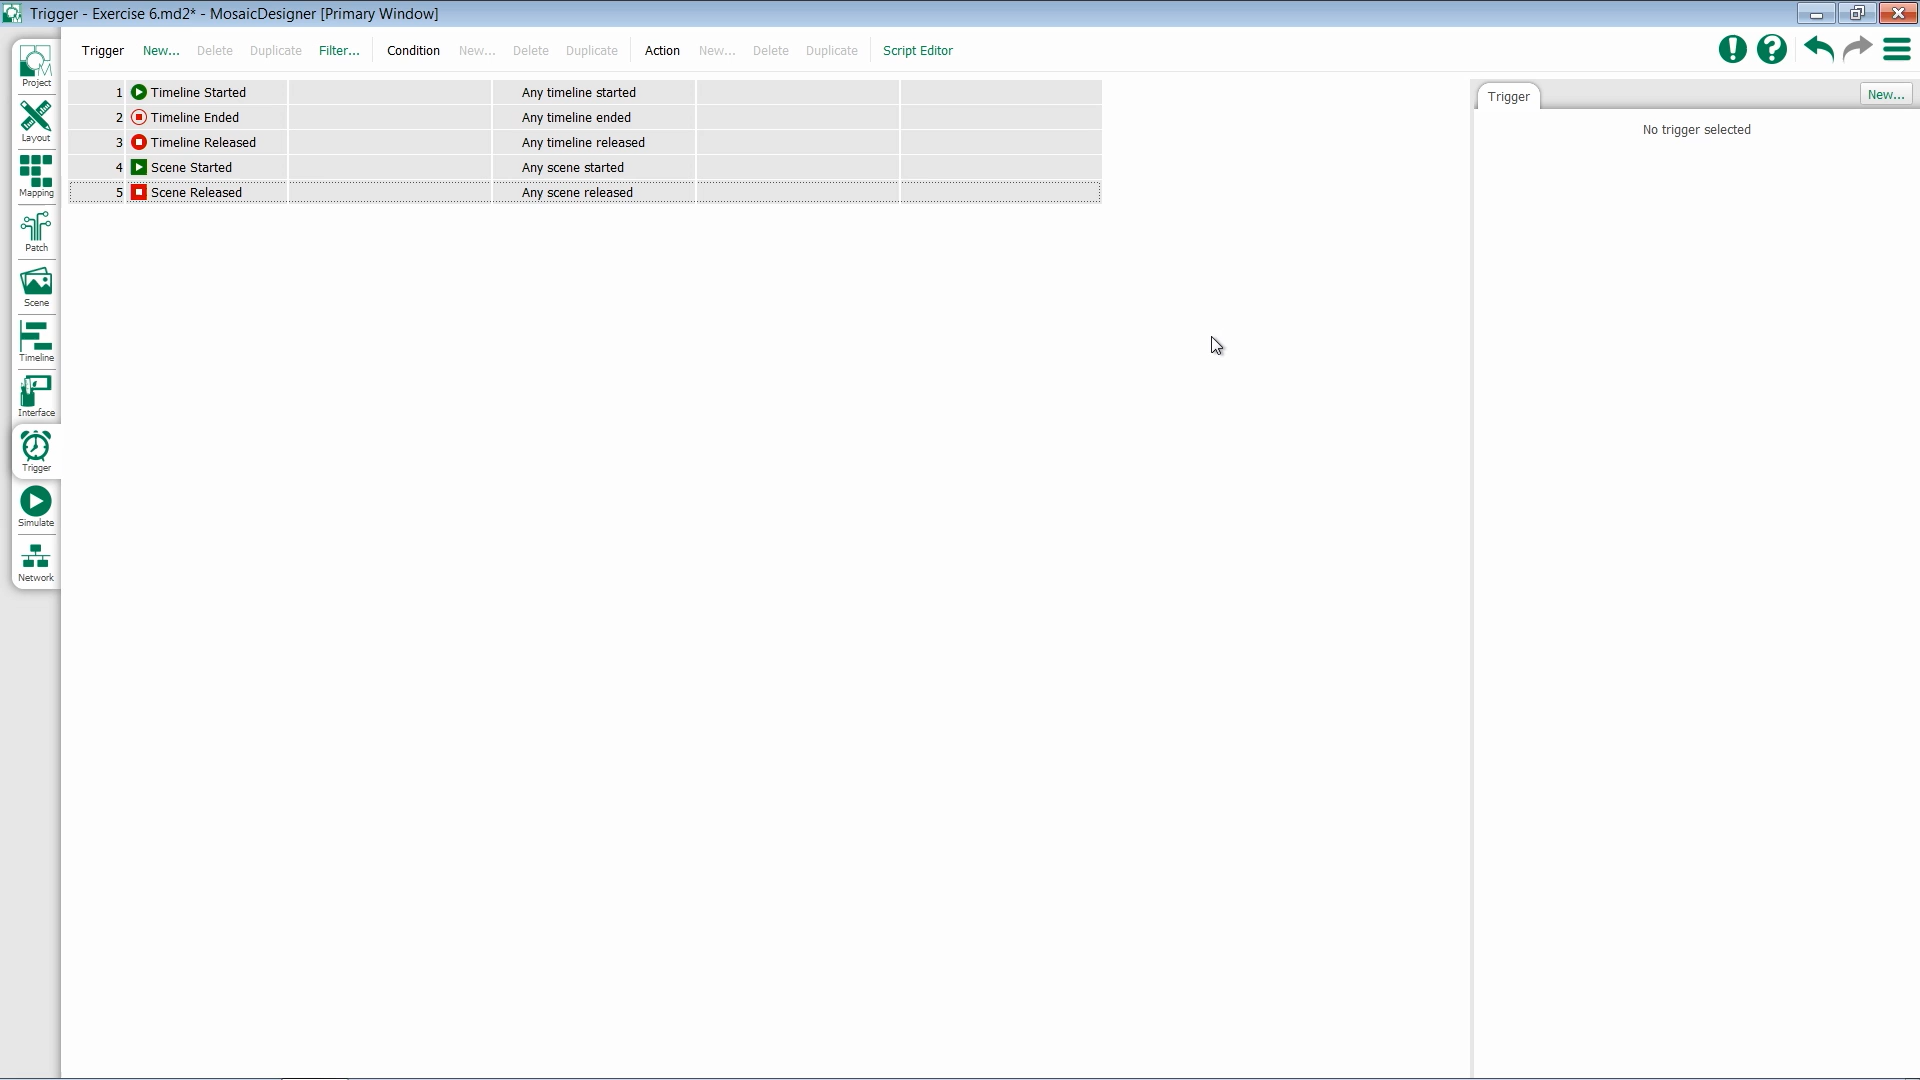 Trigger - Exercise 6.md2* - MosaicDesigner [Primary Window]
Trigger New... Delete Duplicate Filter... Condition New... Delete Duplicate Action New... Delete Duplicate Script Editor
Project
Layout
Mapping
Patch
Scene
Timeline
Interface
Trigger
Simulate
Network
1 Timeline Started Any timeline started
2 Timeline Ended Any timeline ended
3 Timeline Released Any timeline released
4 Scene Started Any scene started
5 Scene Released Any scene released
Trigger New...
No trigger selected